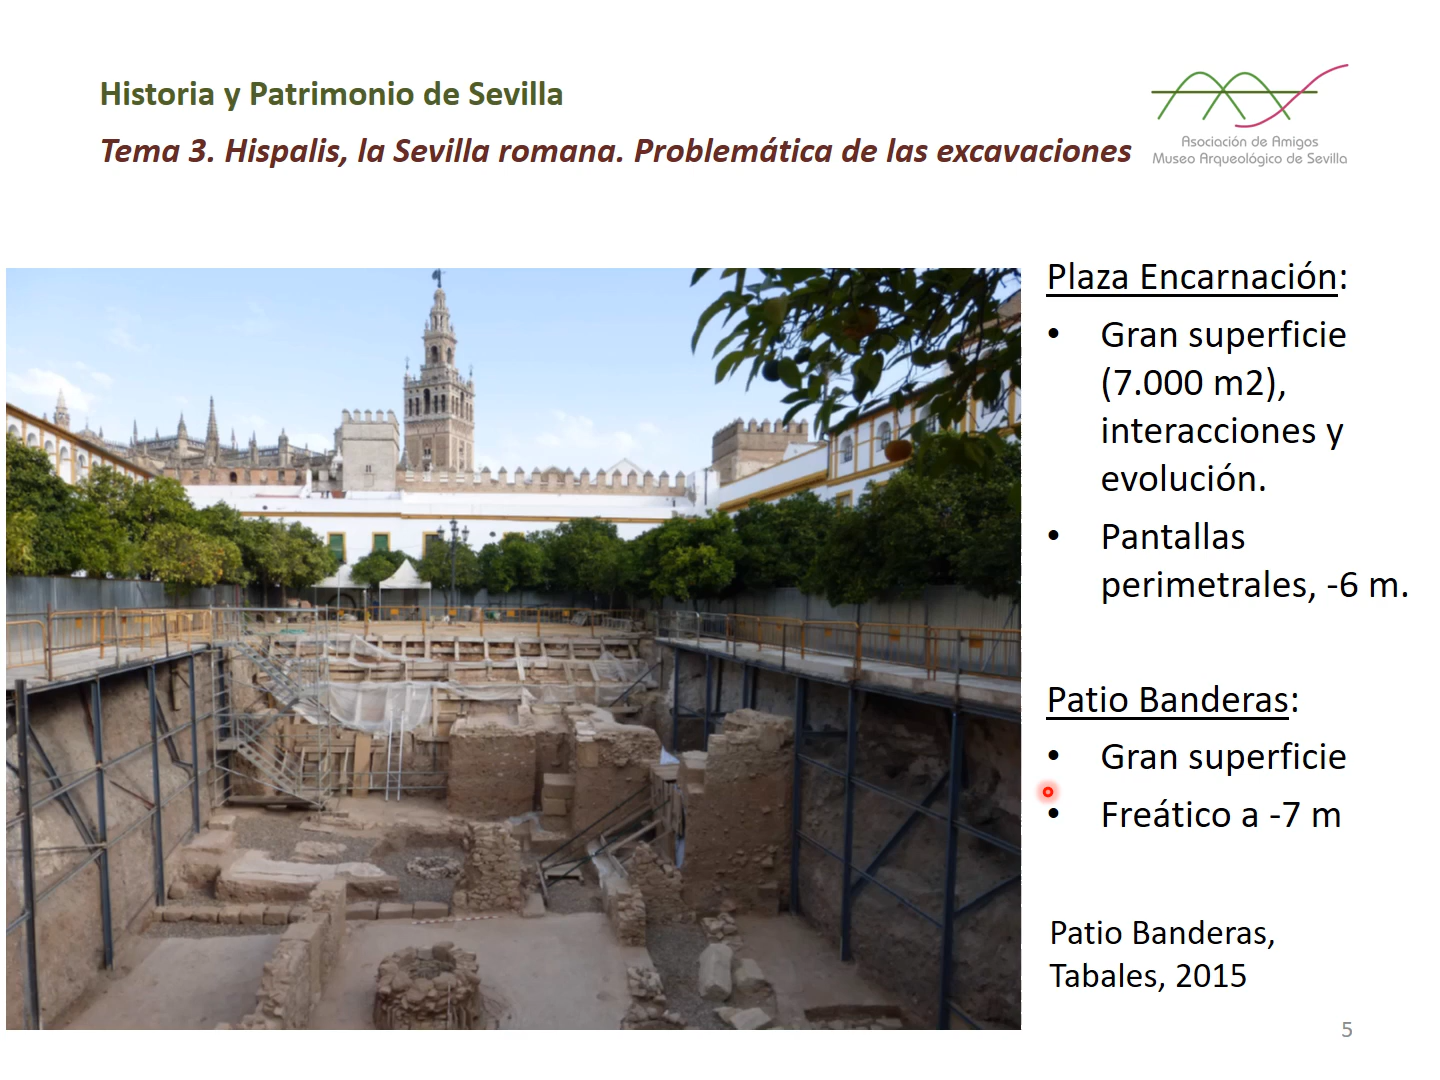 Historia y Patrimonio de Sevilla
Tema 3. Hispalis, la Sevilla romana. Problemática de las excavaciones
Asociación de Amigos
Museo Arqueológico de Sevilla
Plaza Encarnación:
• Gran superficie
(7.000 m2),
interacciones y
evolución.
• Pantallas
perimetrales, -6 m.
Patio Banderas:
• Gran superficie
• Freático a -7 m
Patio Banderas,
Tabales, 2015
5